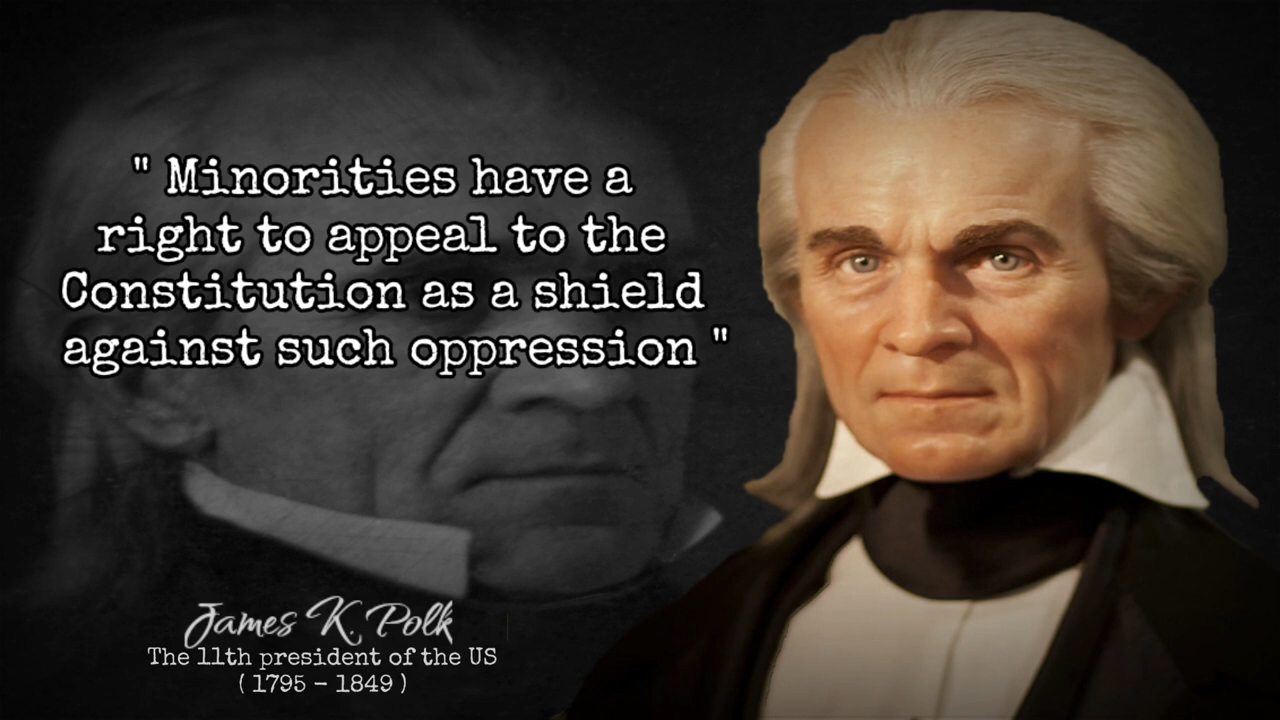 " Minorities have a
right to appeal to the
Constitution as a shield
against such oppression "
James K. Polk
The 11th president of the US
( 1795 - 1849 )